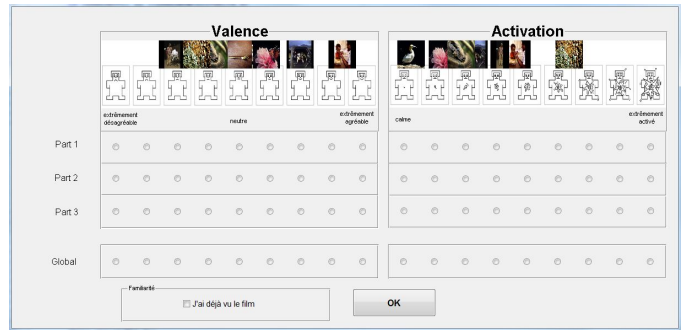 Valence
Activation
extrêmement désagréable
neutre
extrêmement agréable
calme
extrêmement activé
Part 1
Part 2
Part 3
Global
Familiarité
J'ai déjà vu le film
OK